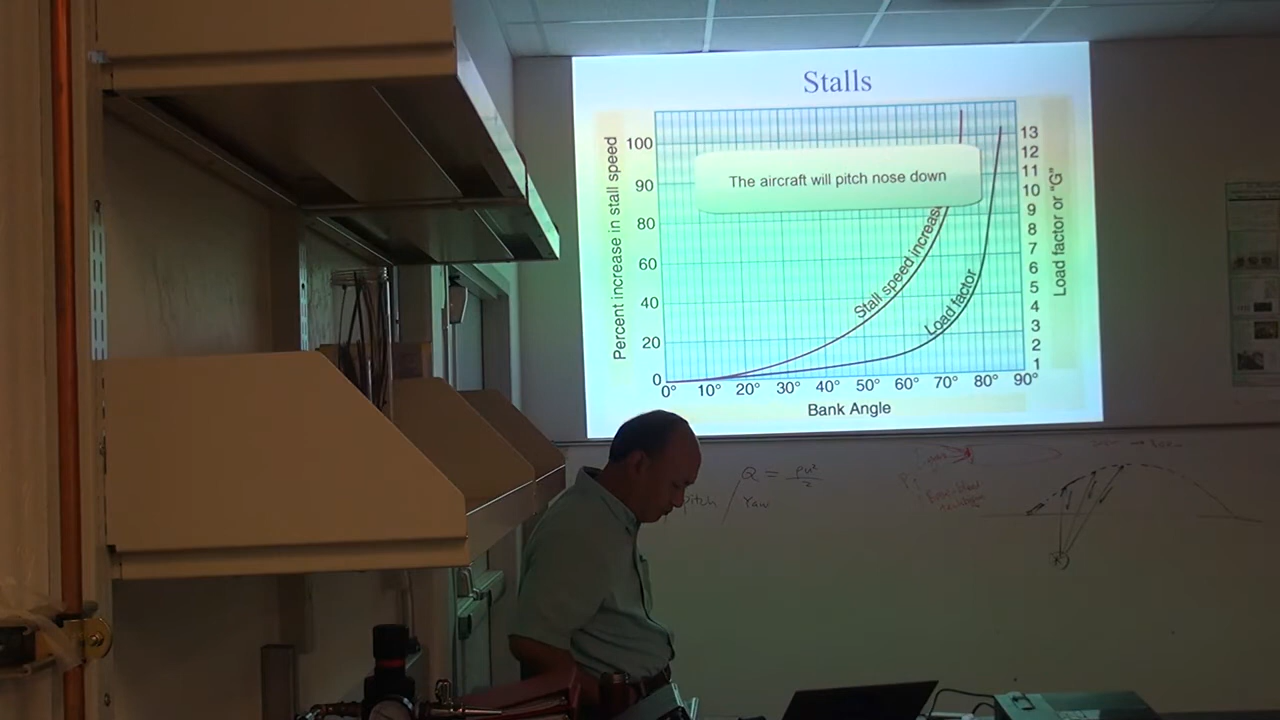 Stalls
Percent increase in stall speed
100
90
80
60
40
20
0
The aircraft will pitch nose down
Stall speed increase
Load factor
13
12
11
10
9
8
7
6
5
4
3
2
1
Load factor or "G"
0° 10° 20° 30° 40° 50° 60° 70° 80° 90°
Bank Angle
Q = ρu²/2
Pitch / Yaw